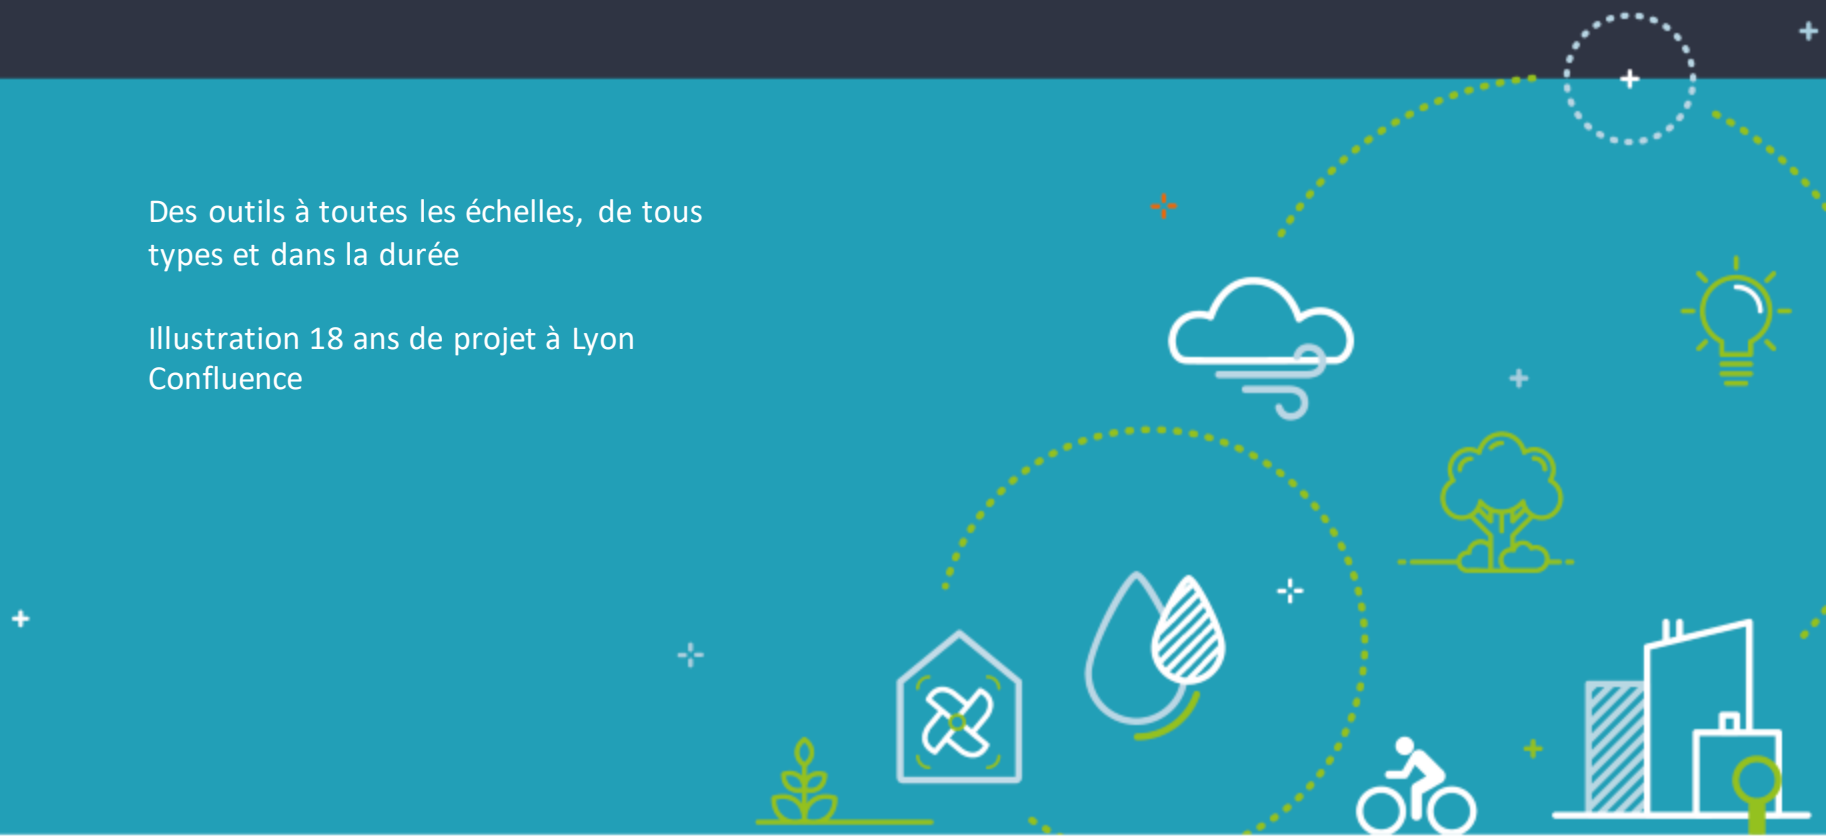 Des outils à toutes les échelles, de tous
types et dans la durée
Illustration 18 ans de projet à Lyon
Confluence